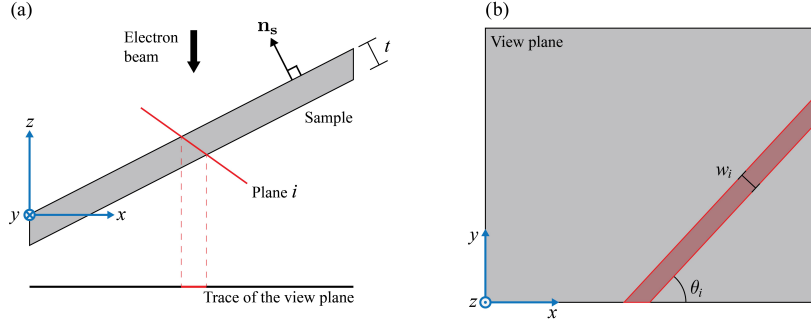 (a)
Electron
beam
n_s
t
Sample
z
y
x
Plane i
Trace of the view plane
(b)
View plane
w_i
y
θ_i
z
x